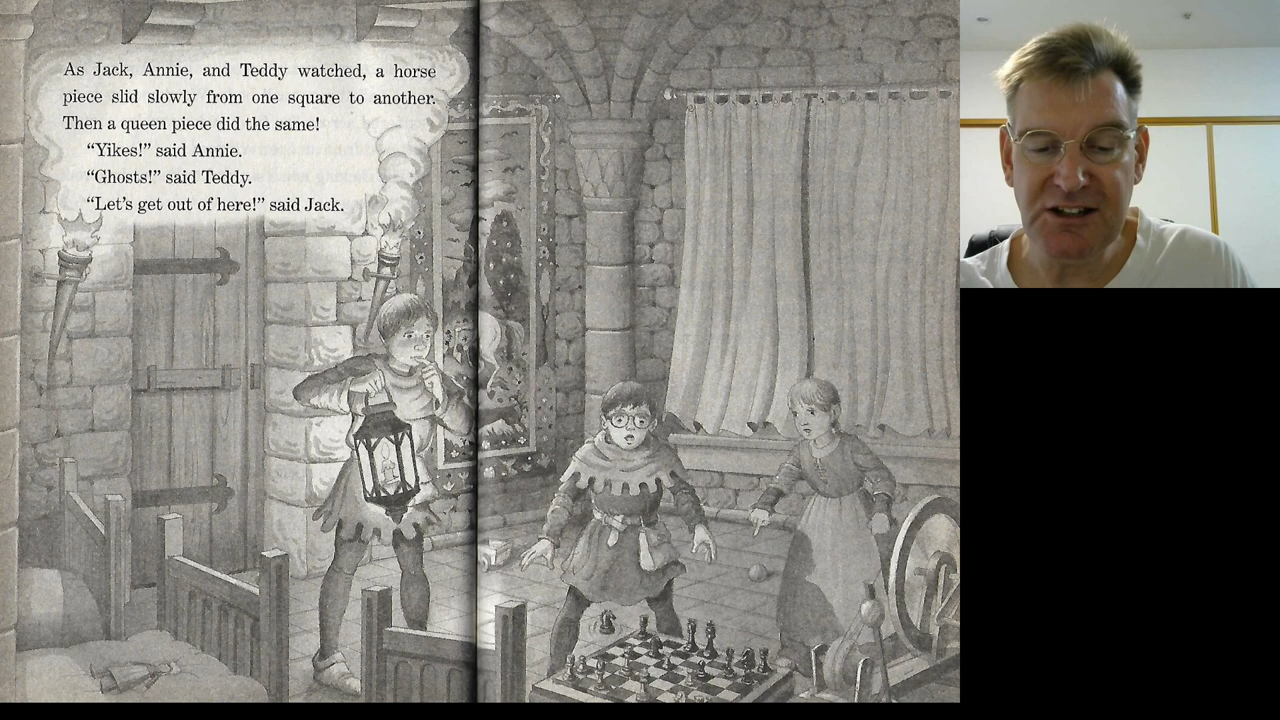 As Jack, Annie, and Teddy watched, a horse
piece slid slowly from one square to another.
Then a queen piece did the same!
“Yikes!” said Annie.
“Ghosts!” said Teddy.
“Let’s get out of here!” said Jack.